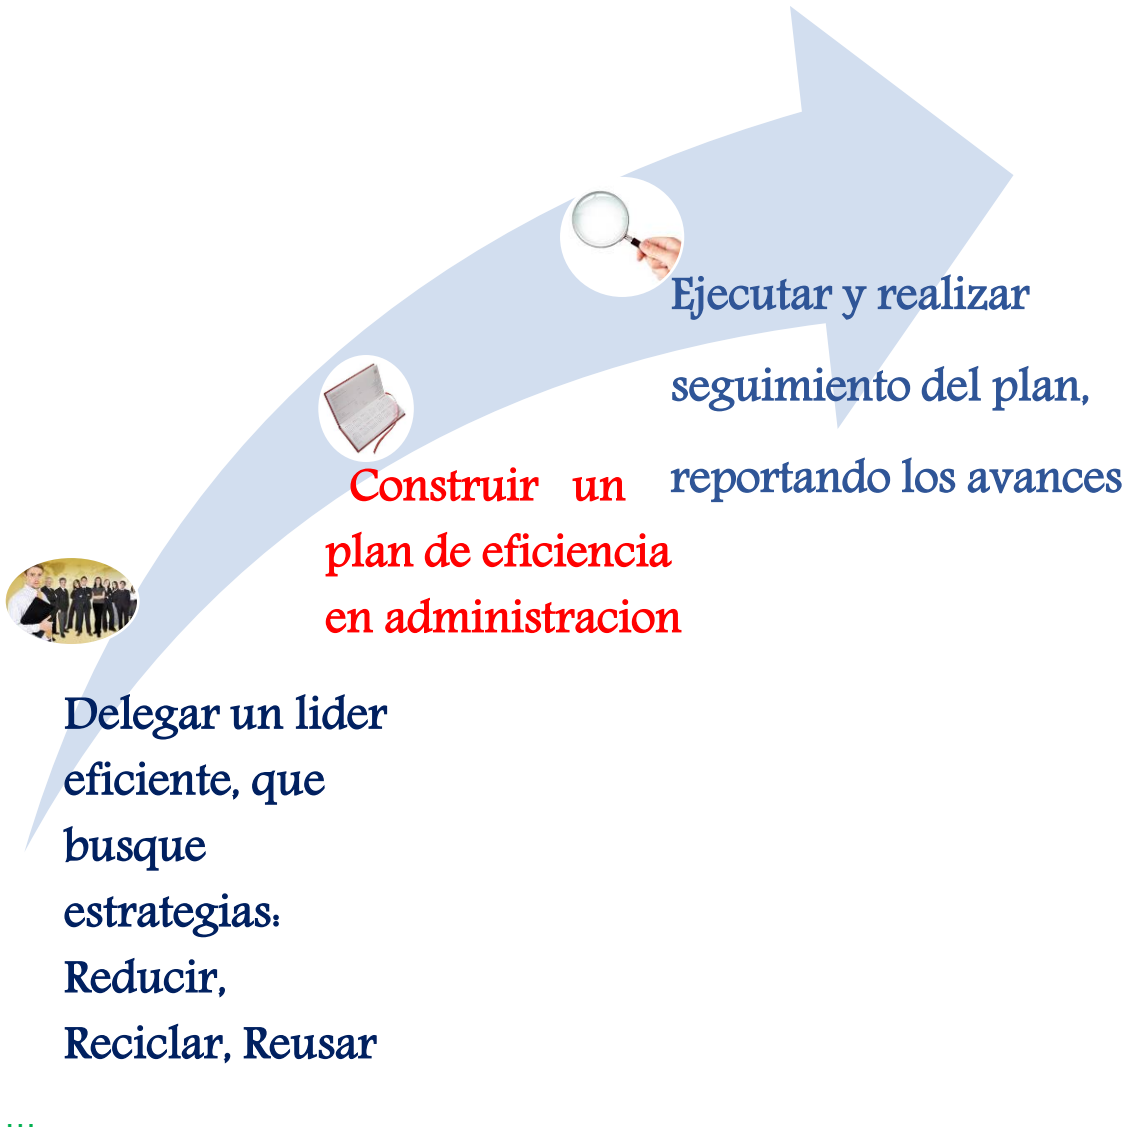 Ejecutar y realizar
seguimiento del plan,
reportando los avances
Construir un
plan de eficiencia
en administracion
Delegar un lider
eficiente, que
busque
estrategias:
Reducir,
Reciclar, Reusar
...